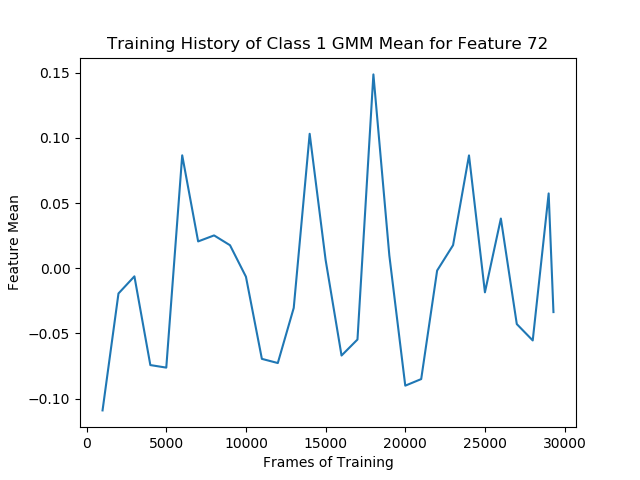 Training History of Class 1 GMM Mean for Feature 72
0.15
0.10
0.05
0.00
−0.05
−0.10
Feature Mean
0 5000 10000 15000 20000 25000 30000
Frames of Training